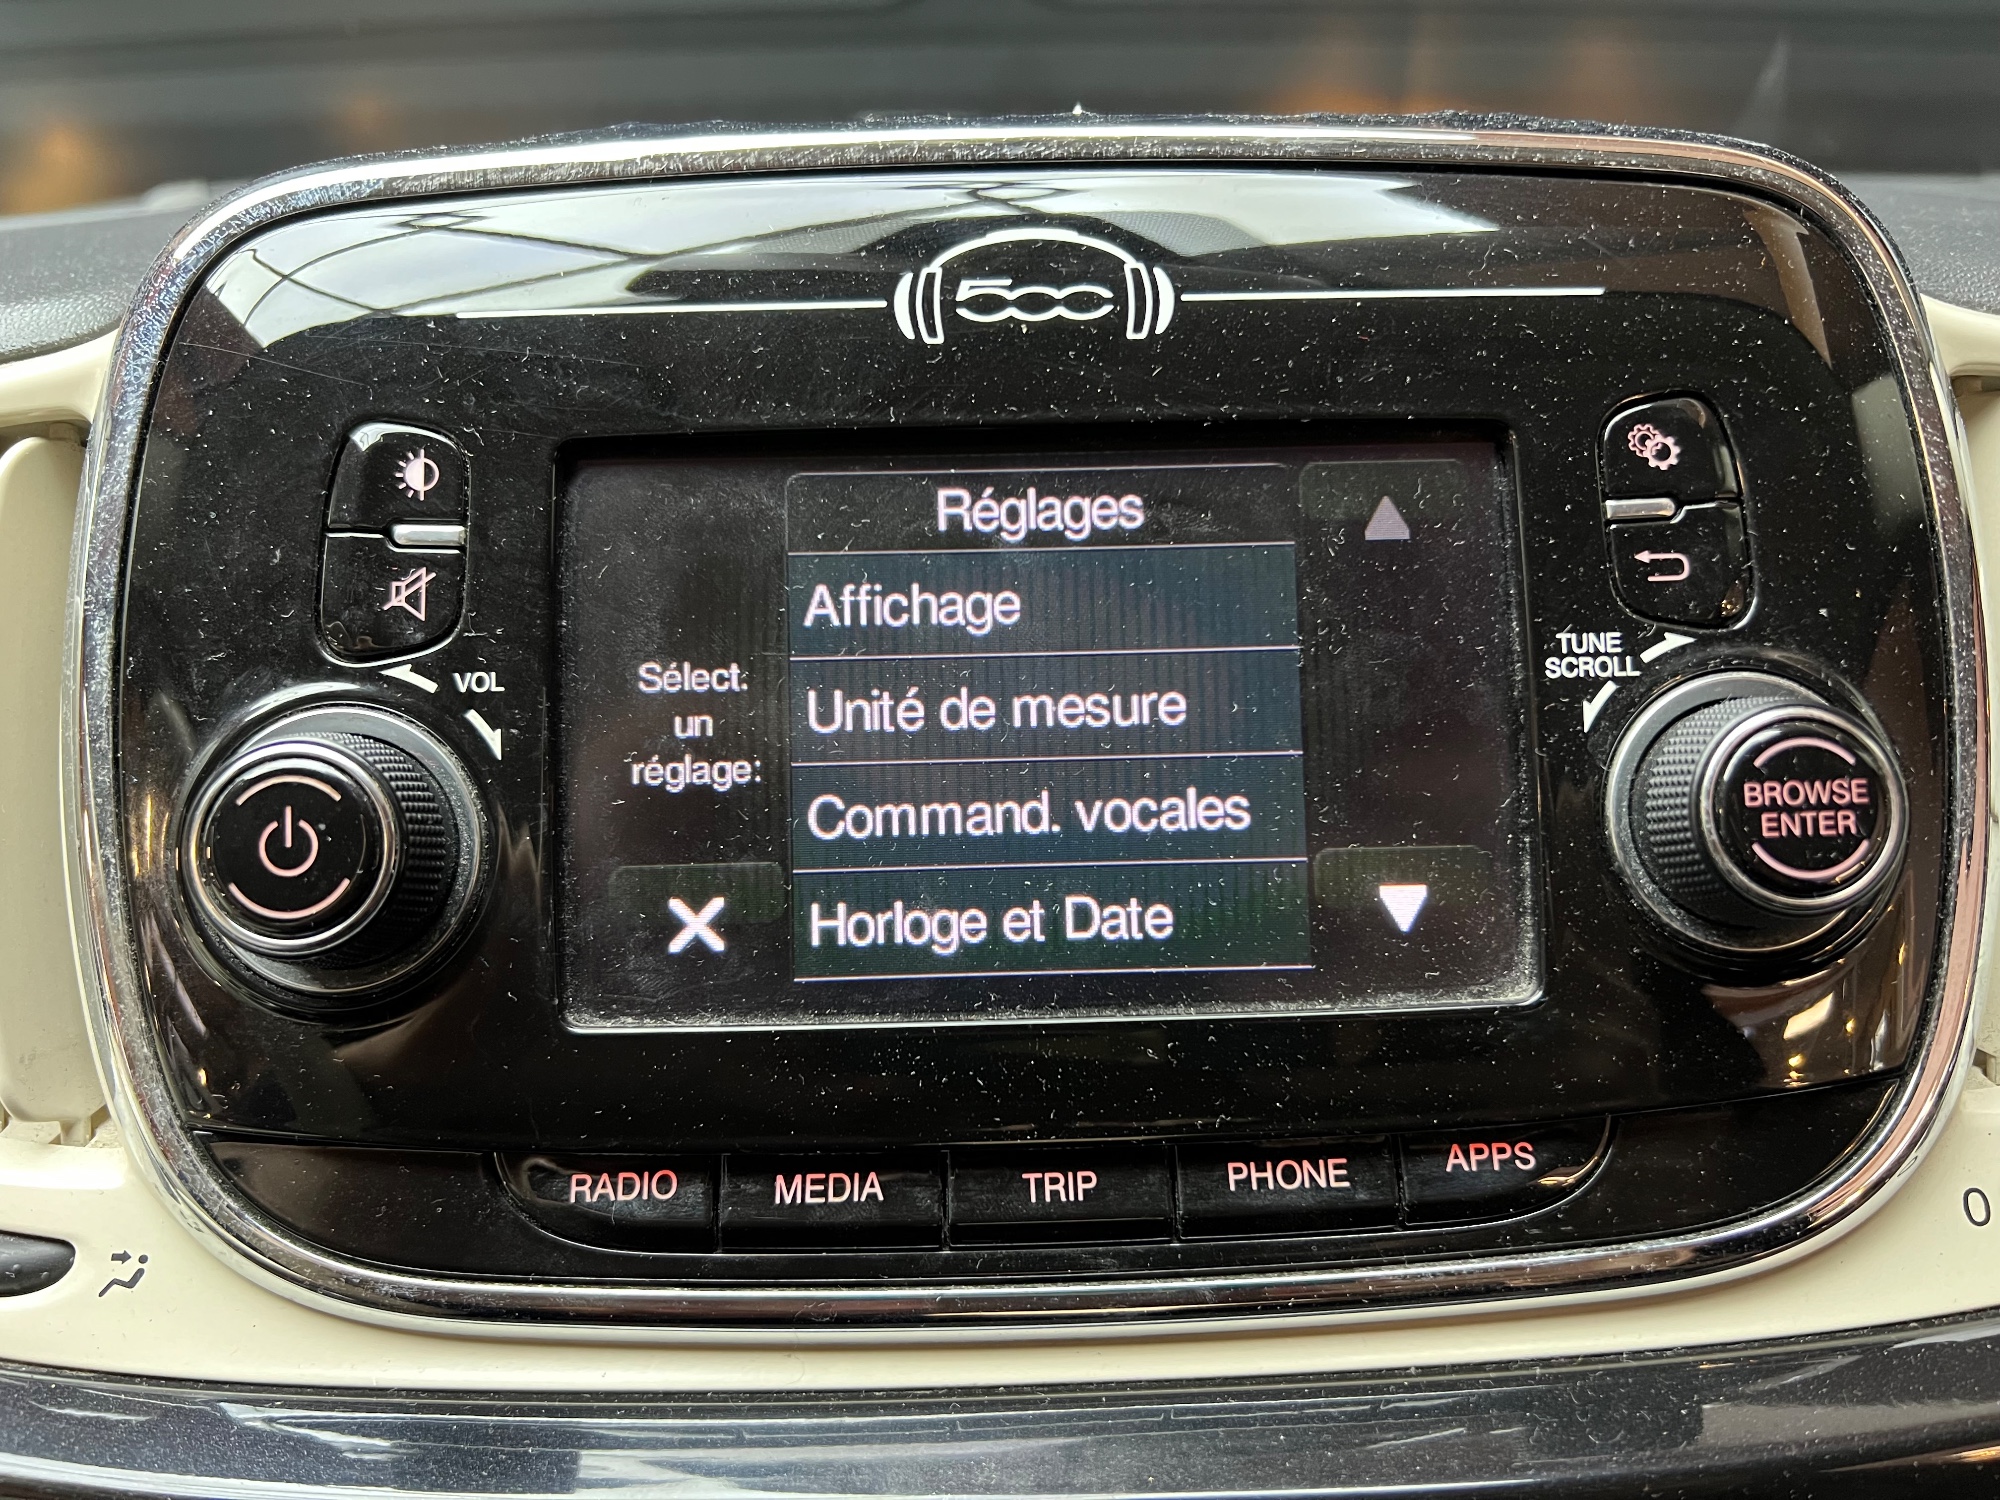 500
Réglages
Affichage
Unité de mesure
Command. vocales
Horloge et Date
Sélect.
un
réglage:
VOL
TUNE
SCROLL
BROWSE
ENTER
RADIO
MEDIA
TRIP
PHONE
APPS
0